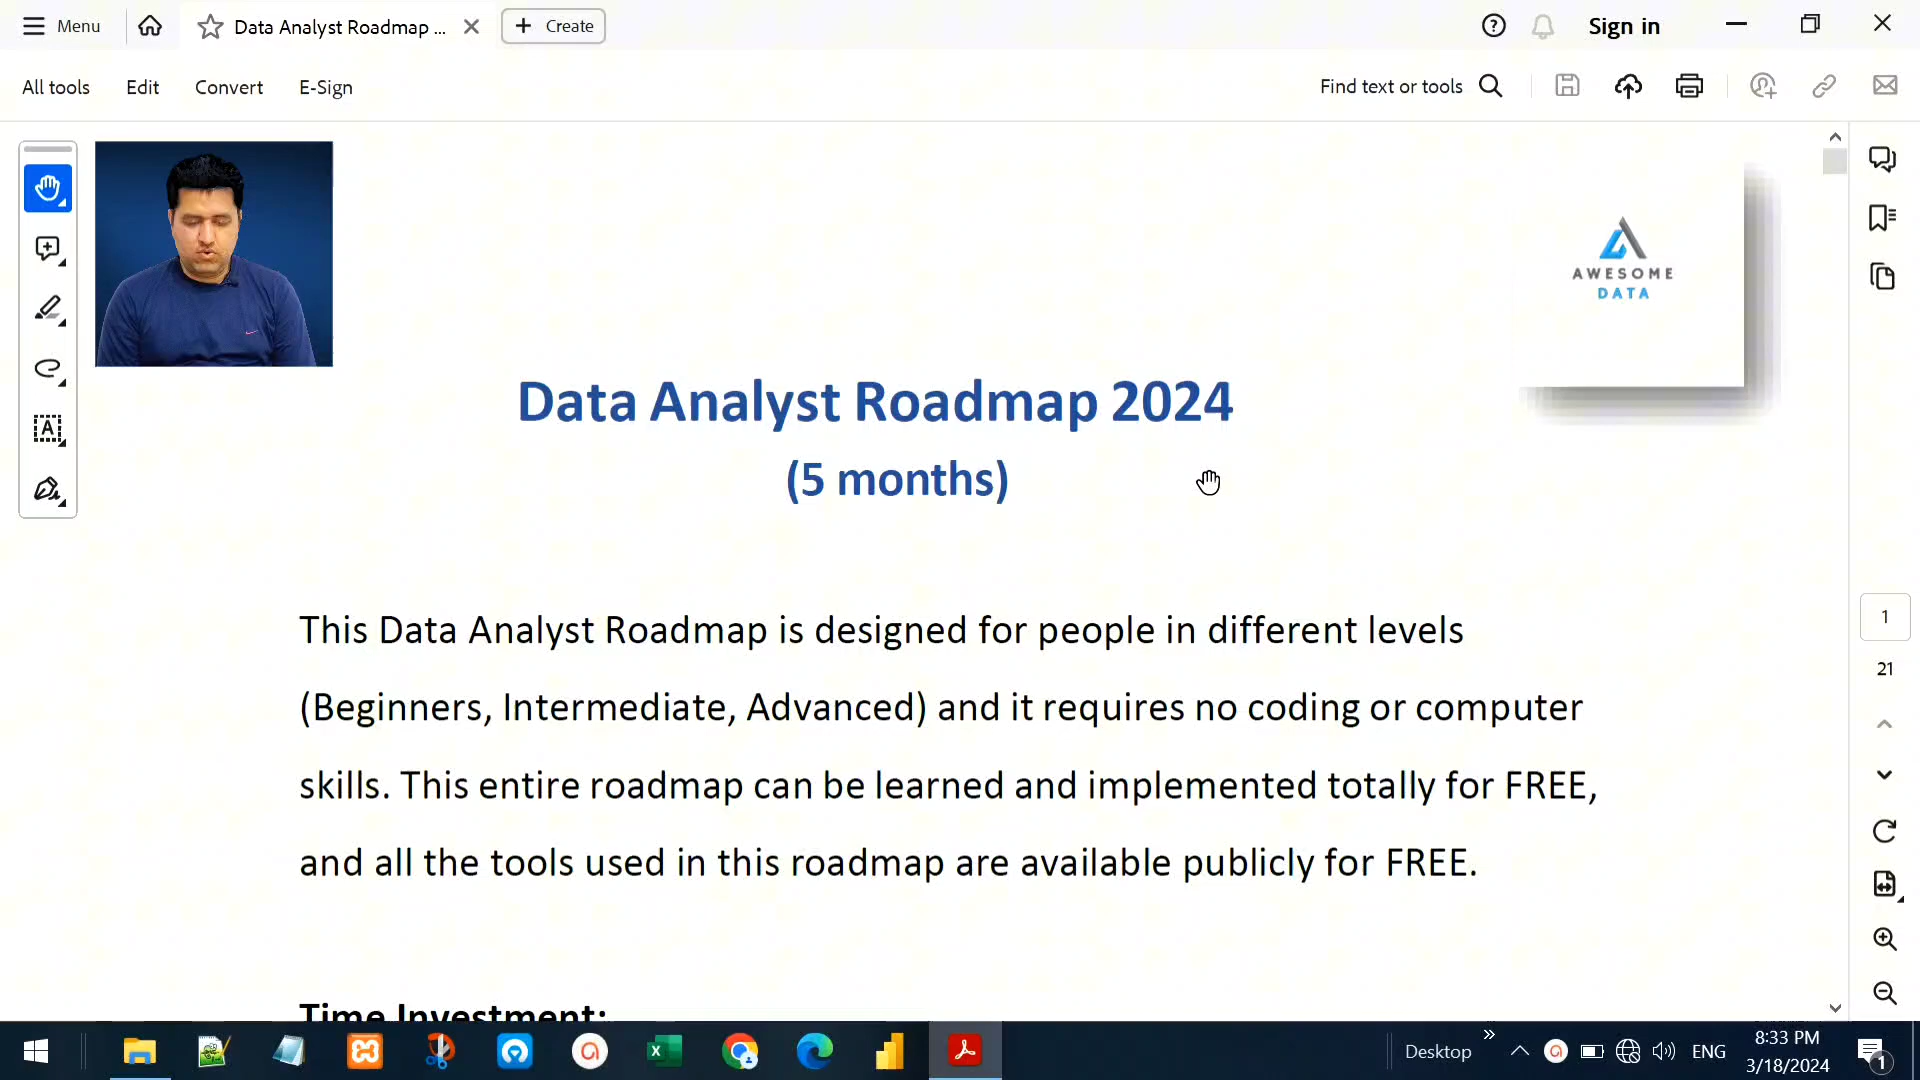 Menu
Data Analyst Roadmap ...
Create
Sign in
All tools
Edit
Convert
E-Sign
Find text or tools
AWESOME
DATA
Data Analyst Roadmap 2024
(5 months)
This Data Analyst Roadmap is designed for people in different levels
(Beginners, Intermediate, Advanced) and it requires no coding or computer
skills. This entire roadmap can be learned and implemented totally for FREE,
and all the tools used in this roadmap are available publicly for FREE.
Time Investment:
1
21
Desktop
ENG
8:33 PM
3/18/2024
1